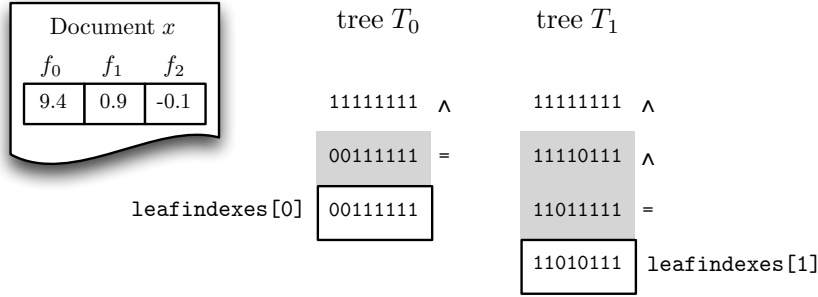 Document x
f0 f1 f2
9.4 0.9 -0.1
tree T0
11111111 ∧
00111111 =
leafindexes[0] 00111111
tree T1
11111111 ∧
11110111 ∧
11011111 =
11010111 leafindexes[1]